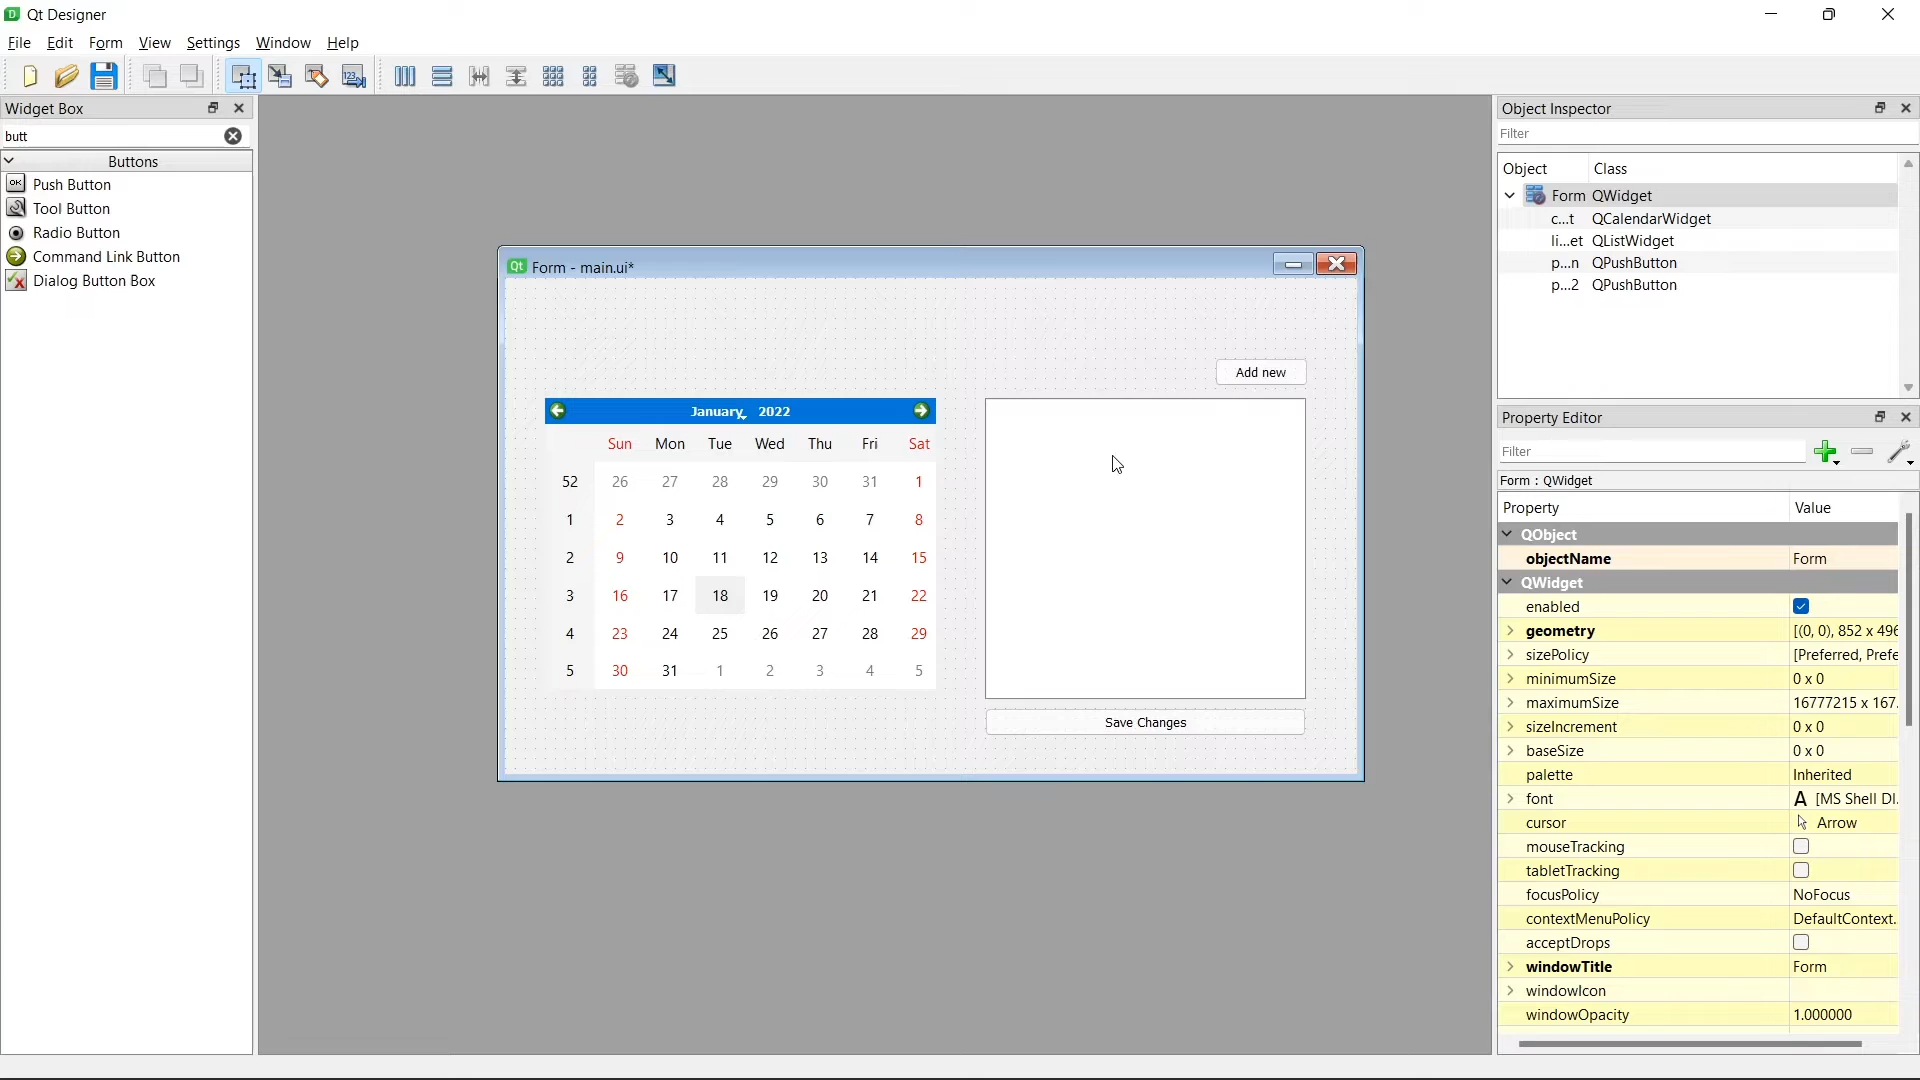 Qt Designer
File Edit Form View Settings Window Help
Widget Box
butt
Buttons
Push Button
Tool Button
Radio Button
Command Link Button
Dialog Button Box
Qt Form - main.ui*
Add new
January 2022
Sun Mon Tue Wed Thu Fri Sat
52 26 27 28 29 30 31 1
1 2 3 4 5 6 7 8
2 9 10 11 12 13 14 15
3 16 17 18 19 20 21 22
4 23 24 25 26 27 28 29
5 30 31 1 2 3 4 5
Save Changes
Object Inspector
Filter
Object Class
Form QWidget
c...t QCalendarWidget
li...et QListWidget
p...n QPushButton
p...2 QPushButton
Property Editor
Filter
Form : QWidget
Property Value
QObject
objectName Form
QWidget
enabled
geometry [(0, 0), 852 x 496
sizePolicy [Preferred, Prefe
minimumSize 0 x 0
maximumSize 16777215 x 167.
sizeIncrement 0 x 0
baseSize 0 x 0
palette Inherited
font A [MS Shell Dl.
cursor Arrow
mouseTracking
tabletTracking
focusPolicy NoFocus
contextMenuPolicy DefaultContext.
acceptDrops
windowTitle Form
windowIcon
windowOpacity 1.000000